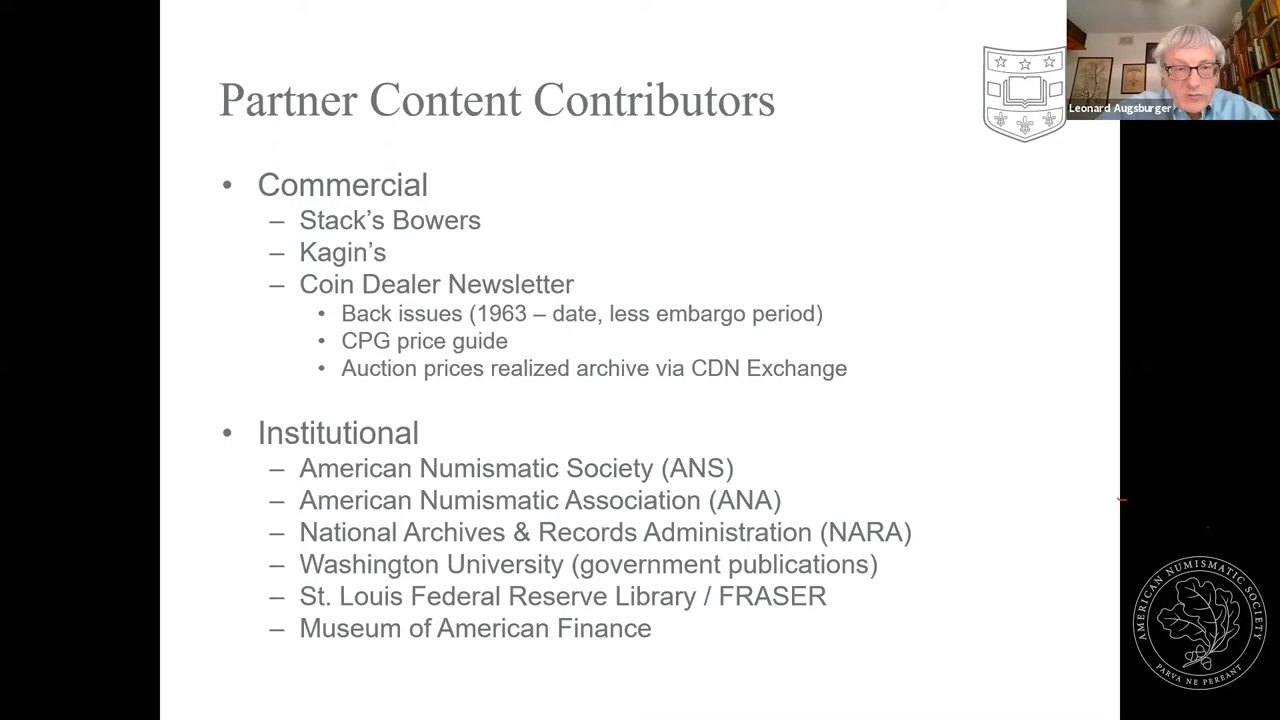 Partner Content Contributors
Leonard Augsburger
• Commercial
– Stack's Bowers
– Kagin's
– Coin Dealer Newsletter
• Back issues (1963 – date, less embargo period)
• CPG price guide
• Auction prices realized archive via CDN Exchange
• Institutional
– American Numismatic Society (ANS)
– American Numismatic Association (ANA)
– National Archives & Records Administration (NARA)
– Washington University (government publications)
– St. Louis Federal Reserve Library / FRASER
– Museum of American Finance
AMERICAN NUMISMATIC SOCIETY
PARVA NE PEREANT